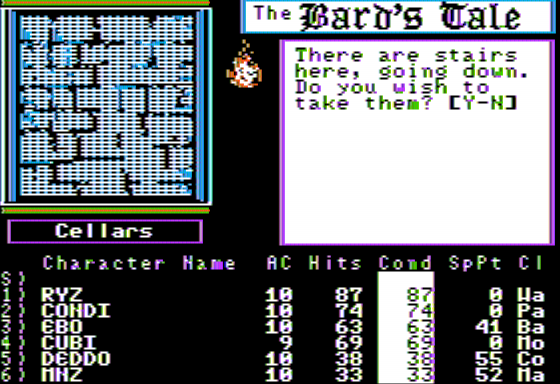 The Bard's Tale
There are stairs
here, going down.
Do you wish to
take them? [Y-N]
Cellars
Character Name AC Hits Cond SpPt Cl
S)
1) RYZ 10 87 87 0 Wa
2) CONDI 10 74 74 0 Pa
3) EBO 10 63 63 41 Ba
4) CUBI 9 69 69 0 Mo
5) DEDDO 10 38 38 55 Co
6) MNZ 10 33 33 52 Ma